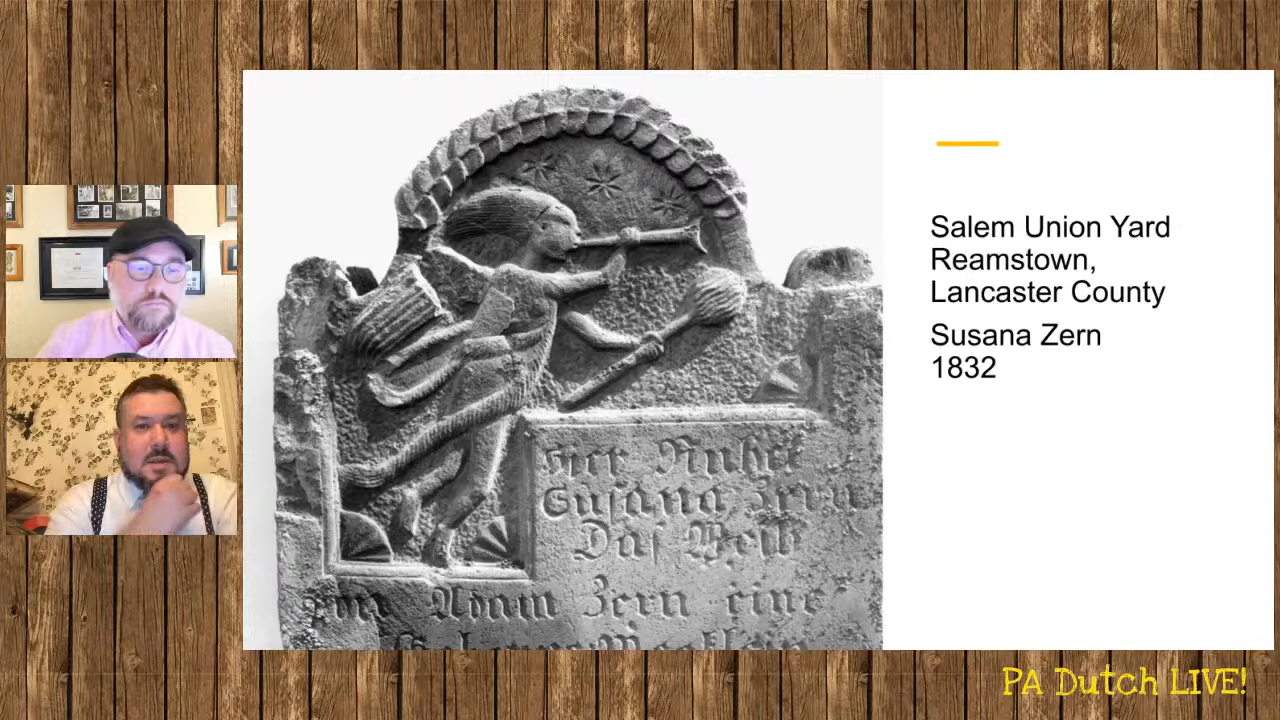 Salem Union Yard
Reamstown,
Lancaster County
Susana Zern
1832
hier Ruhet
Susana Zern
Das Weib
von Adam Zern eine
PA Dutch LIVE!